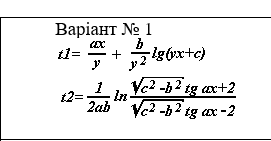 Варіант № 1
t1= ax/y + b/y² lg(yx+c)
t2= 1/2ab ln √c²-b² tg ax+2 / √c²-b² tg ax-2